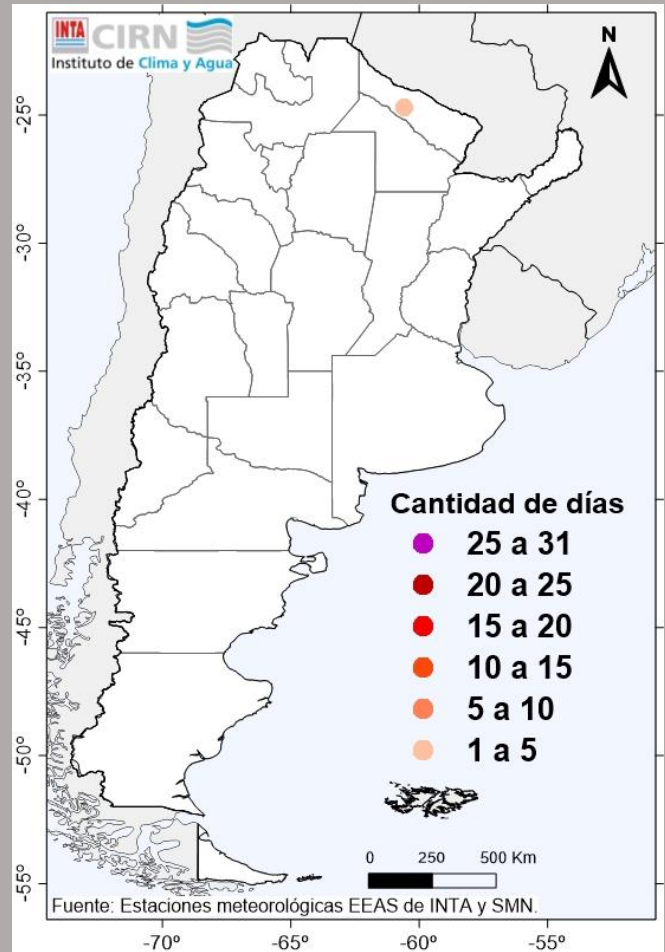 INTA CIRN
Instituto de Clima y Agua
N
-25°
-30°
-35°
-40°
-45°
-50°
-55°
Cantidad de días
25 a 31
20 a 25
15 a 20
10 a 15
5 a 10
1 a 5
0 250 500 Km
Fuente: Estaciones meteorológicas EEAS de INTA y SMN.
-70° -65° -60° -55°